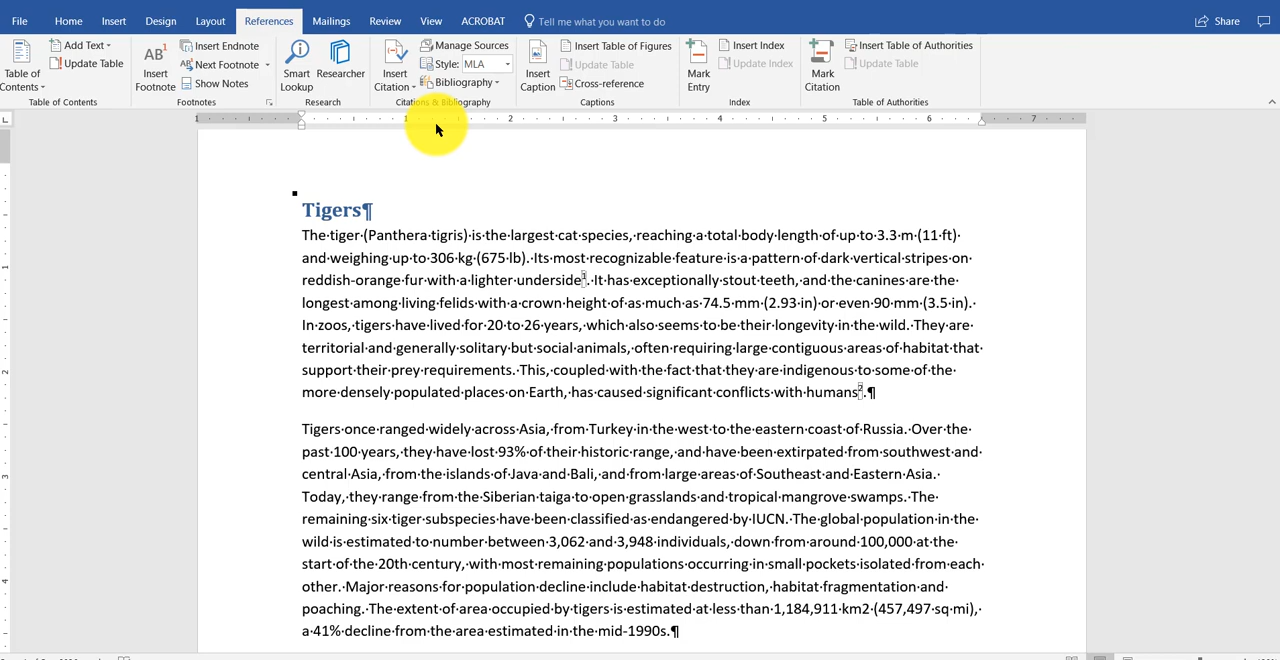 File Home Insert Design Layout References Mailings Review View ACROBAT Tell me what you want to do Share
Table of Contents
Add Text
Update Table
Table of Contents
AB1 Insert Footnote
Insert Endnote
AB1 Next Footnote
Show Notes
Footnotes
Smart Lookup
Researcher
Research
Insert Citation
Manage Sources
Style: MLA
Bibliography
Citations & Bibliography
Insert Caption
Insert Table of Figures
Update Table
Cross-reference
Captions
Mark Entry
Insert Index
Update Index
Index
Mark Citation
Insert Table of Authorities
Update Table
Table of Authorities
1 1 2 3 4 5 6 7
Tigers¶
The·tiger·(Panthera·tigris)·is·the·largest·cat·species,·reaching·a·total·body·length·of·up·to·3.3·m·(11·ft)·
and·weighing·up·to·306·kg·(675·lb).·Its·most·recognizable·feature·is·a·pattern·of·dark·vertical·stripes·on·
reddish-orange·fur·with·a·lighter·underside1.·It·has·exceptionally·stout·teeth,·and·the·canines·are·the·
longest·among·living·felids·with·a·crown·height·of·as·much·as·74.5·mm·(2.93·in)·or·even·90·mm·(3.5·in).·
In·zoos,·tigers·have·lived·for·20·to·26·years,·which·also·seems·to·be·their·longevity·in·the·wild.·They·are·
territorial·and·generally·solitary·but·social·animals,·often·requiring·large·contiguous·areas·of·habitat·that·
support·their·prey·requirements.·This,·coupled·with·the·fact·that·they·are·indigenous·to·some·of·the·
more·densely·populated·places·on·Earth,·has·caused·significant·conflicts·with·humans2.¶
Tigers·once·ranged·widely·across·Asia,·from·Turkey·in·the·west·to·the·eastern·coast·of·Russia.·Over·the·
past·100·years,·they·have·lost·93%·of·their·historic·range,·and·have·been·extirpated·from·southwest·and·
central·Asia,·from·the·islands·of·Java·and·Bali,·and·from·large·areas·of·Southeast·and·Eastern·Asia.·
Today,·they·range·from·the·Siberian·taiga·to·open·grasslands·and·tropical·mangrove·swamps.·The·
remaining·six·tiger·subspecies·have·been·classified·as·endangered·by·IUCN.·The·global·population·in·the·
wild·is·estimated·to·number·between·3,062·and·3,948·individuals,·down·from·around·100,000·at·the·
start·of·the·20th·century,·with·most·remaining·populations·occurring·in·small·pockets·isolated·from·each·
other.·Major·reasons·for·population·decline·include·habitat·destruction,·habitat·fragmentation·and·
poaching.·The·extent·of·area·occupied·by·tigers·is·estimated·at·less·than·1,184,911·km2·(457,497·sq·mi),·
a·41%·decline·from·the·area·estimated·in·the·mid-1990s.¶